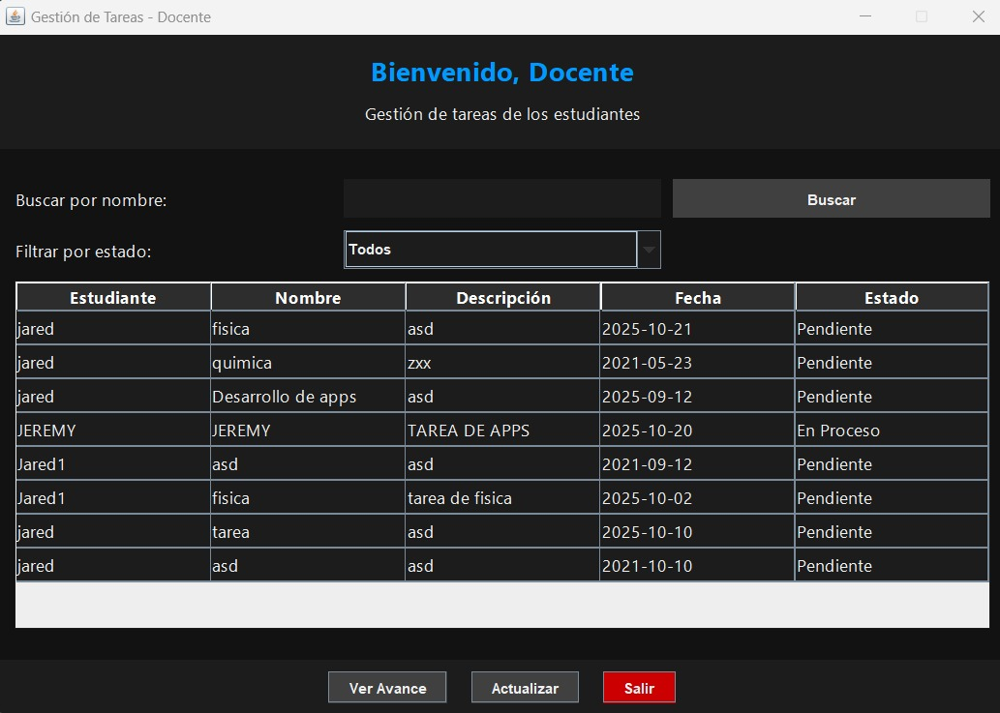 Gestión de Tareas - Docente
Bienvenido, Docente
Gestión de tareas de los estudiantes
Buscar por nombre: Buscar
Filtrar por estado: Todos
Estudiante Nombre Descripción Fecha Estado
jared fisica asd 2025-10-21 Pendiente
jared quimica zxx 2021-05-23 Pendiente
jared Desarrollo de apps asd 2025-09-12 Pendiente
JEREMY JEREMY TAREA DE APPS 2025-10-20 En Proceso
Jared1 asd asd 2021-09-12 Pendiente
Jared1 fisica tarea de fisica 2025-10-02 Pendiente
jared tarea asd 2025-10-10 Pendiente
jared asd asd 2021-10-10 Pendiente
Ver Avance Actualizar Salir